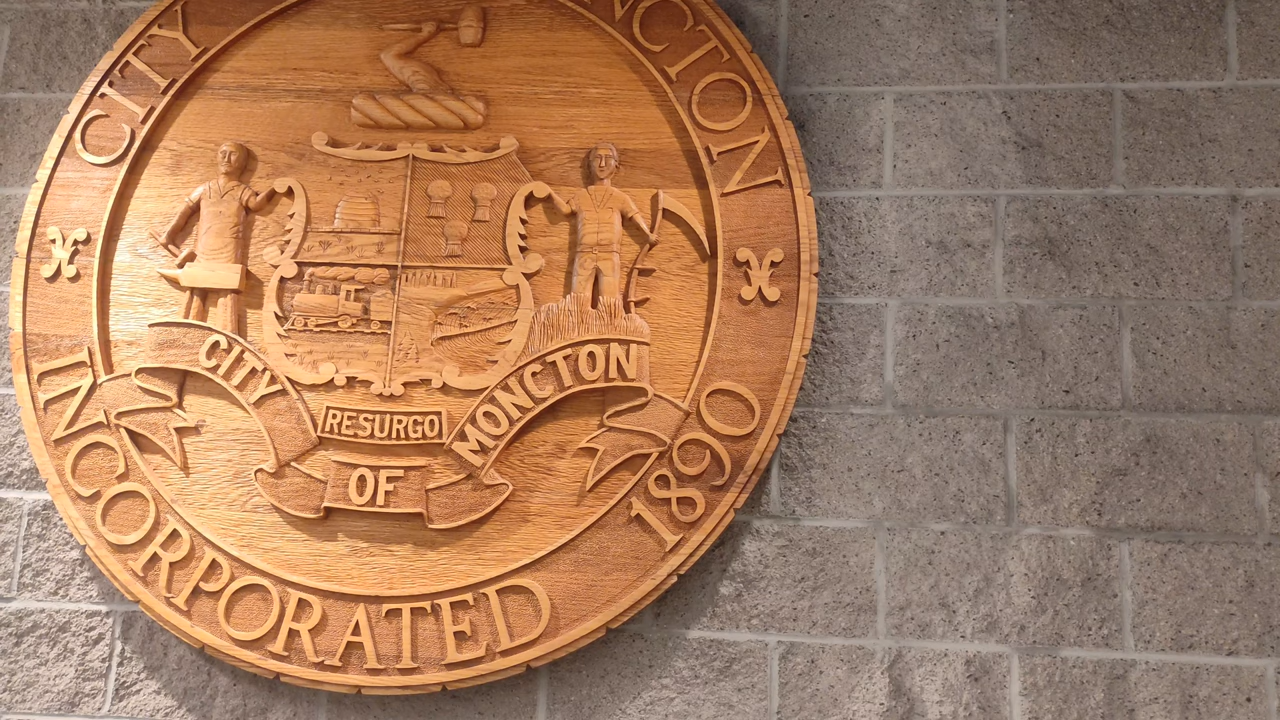 CITY
NCTON
INCORPORATED 1890
CITY
RESURGO
OF
MONCTON